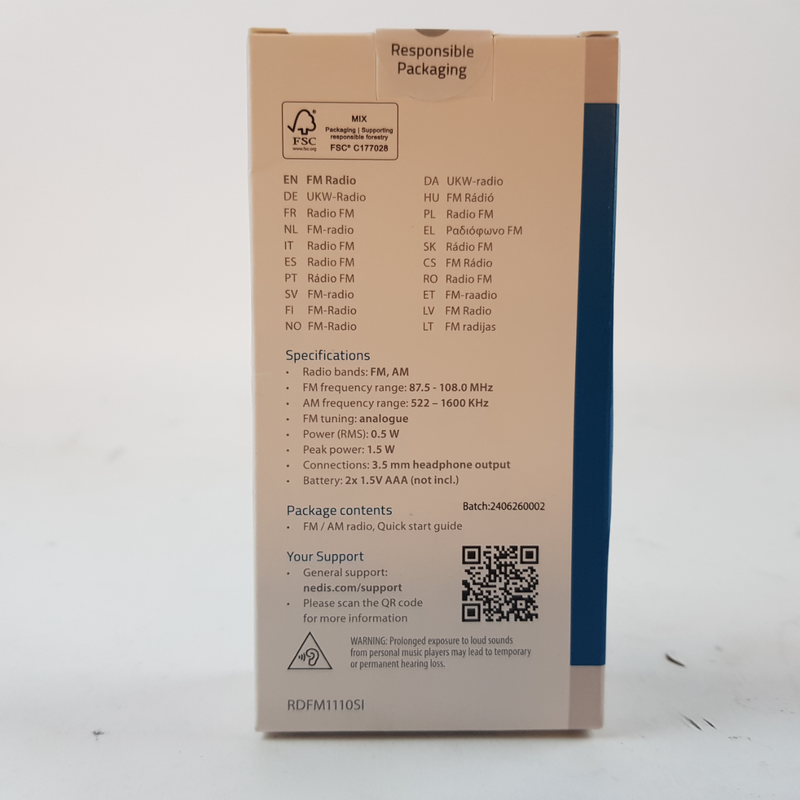 Responsible
Packaging
FSC®
www.fsc.org
MIX
Packaging | Supporting
responsible forestry
FSC® C177028
EN FM Radio
DE UKW-Radio
FR Radio FM
NL FM-radio
IT Radio FM
ES Radio FM
PT Rádio FM
SV FM-radio
FI FM-Radio
NO FM-Radio
DA UKW-radio
HU FM Rádió
PL Radio FM
EL Ραδιόφωνο FM
SK Rádio FM
CS FM Rádio
RO Radio FM
ET FM-raadio
LV FM Radio
LT FM radijas
Specifications
• Radio bands: FM, AM
• FM frequency range: 87.5 - 108.0 MHz
• AM frequency range: 522 – 1600 KHz
• FM tuning: analogue
• Power (RMS): 0.5 W
• Peak power: 1.5 W
• Connections: 3.5 mm headphone output
• Battery: 2x 1.5V AAA (not incl.)
Package contents
Batch:2406260002
• FM / AM radio, Quick start guide
Your Support
• General support:
nedis.com/support
• Please scan the QR code
for more information
WARNING: Prolonged exposure to loud sounds
from personal music players may lead to temporary
or permanent hearing loss.
RDFM1110SI